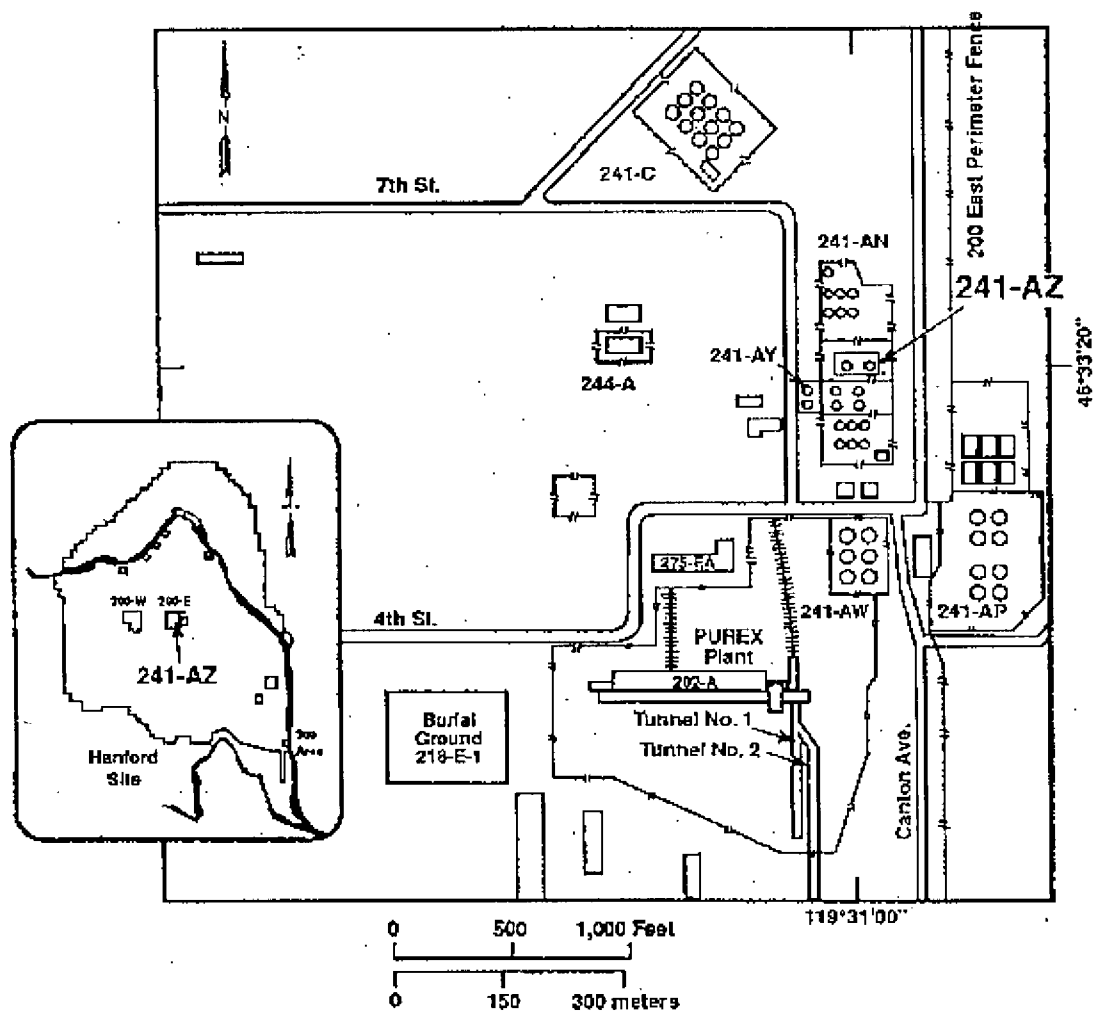 N
7th St.
241-C
200 East Perimeter Fence
241-AN
241-AZ
241-AY
244-A
46°33'20"
200-W
200-E
241-AZ
Hanford
Site
300
Area
275-EA
4th St.
241-AW
241-AP
PUREX
Plant
202-A
Burial
Ground
218-E-1
Tunnel No. 1
Tunnel No. 2
Canton Ave.
119°31'00"
0 500 1,000 Feet
0 150 300 meters